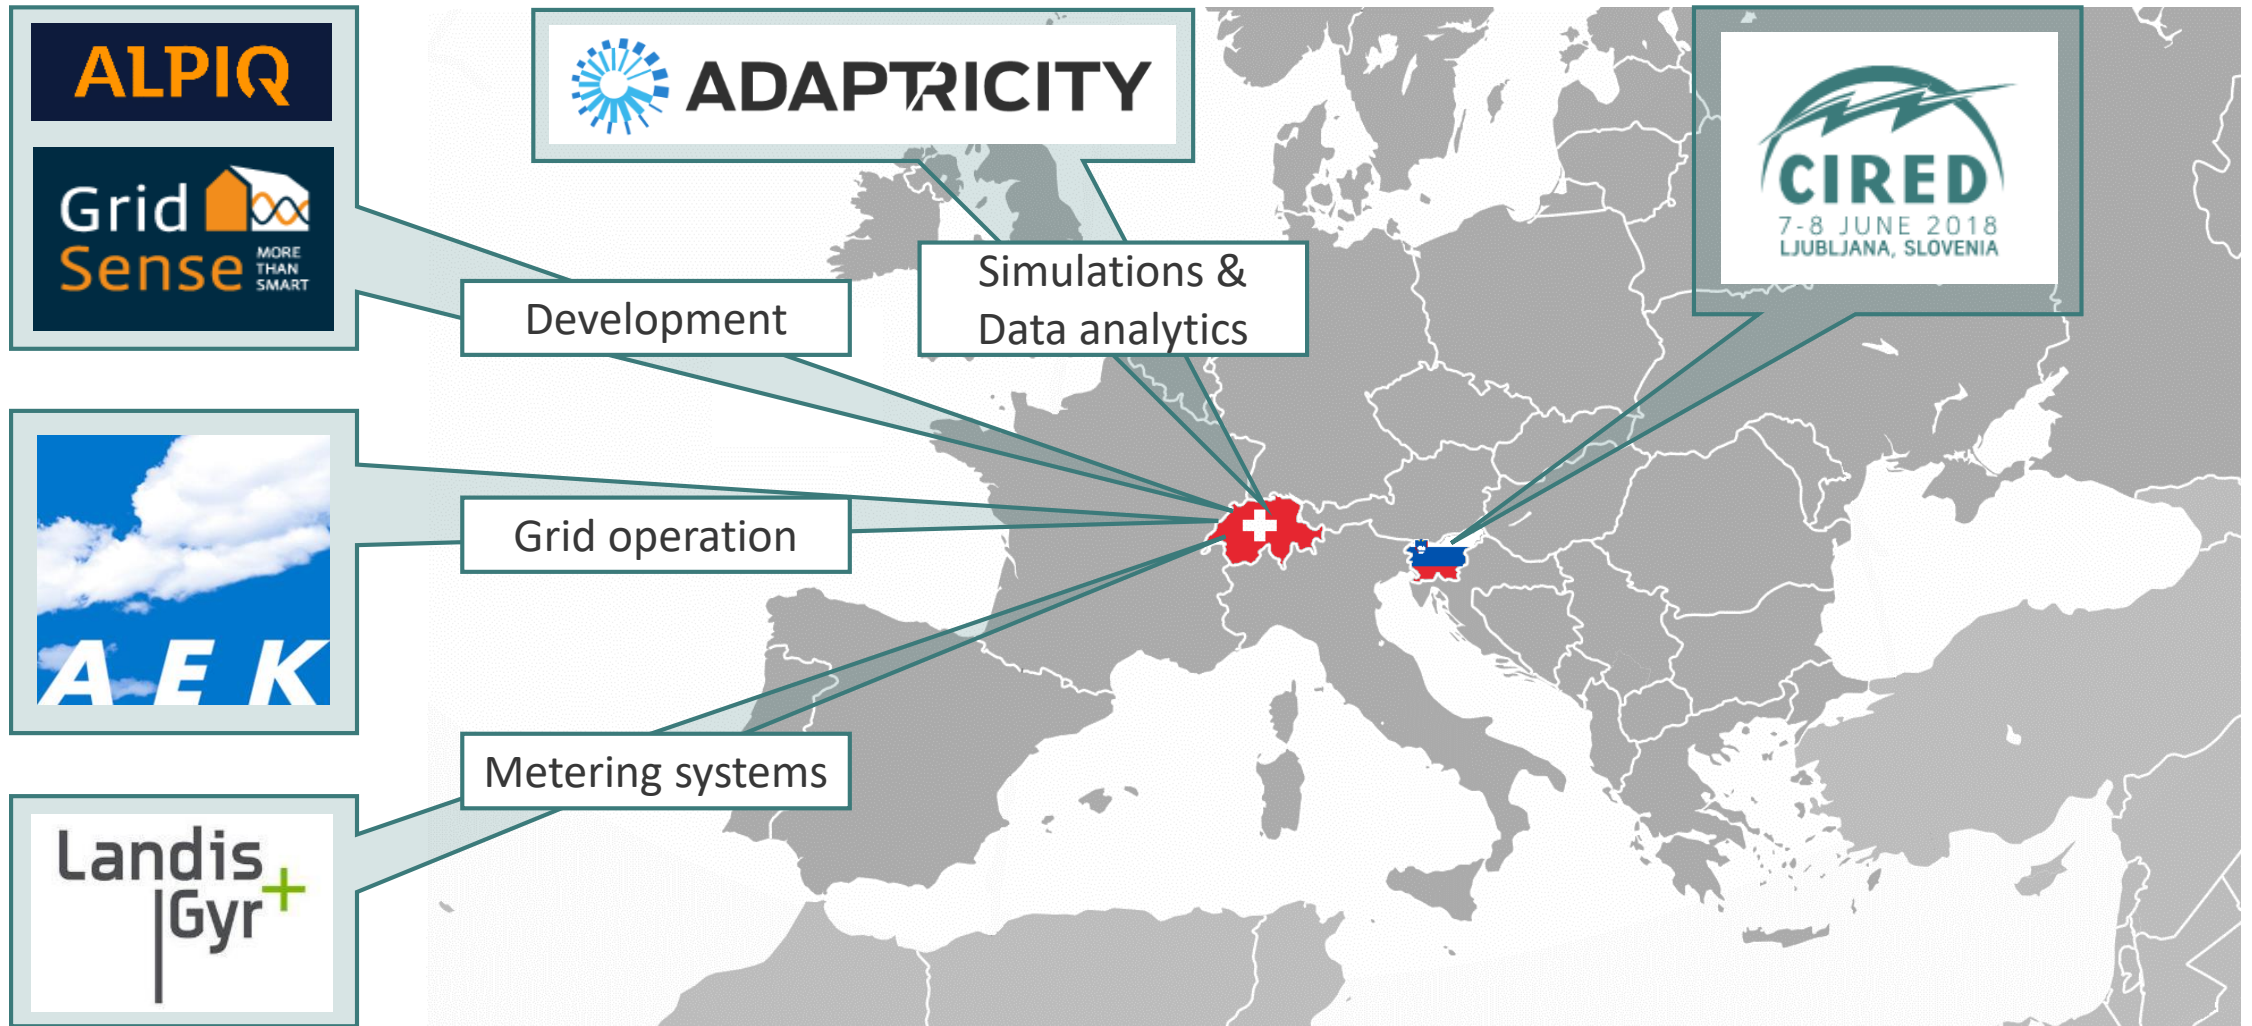 ALPIQ
Grid
Sense
MORE
THAN
SMART
Development
ADAPTRICITY
Simulations &
Data analytics
CIRED
7-8 JUNE 2018
LJUBLJANA, SLOVENIA
AEK
Grid operation
Landis
Gyr+
Metering systems